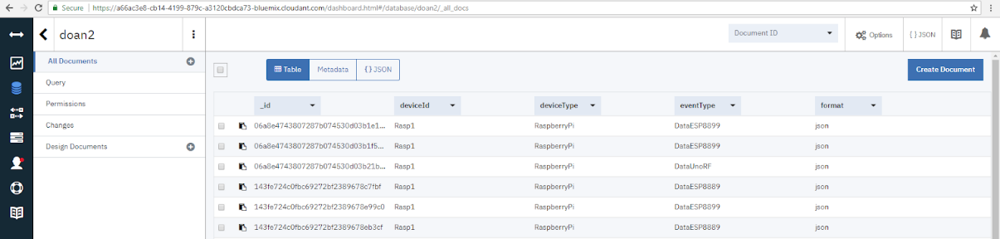 Secure https://a66ac3e8-cb14-4199-879c-a3120cbdca73-bluemix.cloudant.com/dashboard.html#/database/doan2/_all_docs
doan2
Document ID
Options
{ } JSON
All Documents
Query
Permissions
Changes
Design Documents
Table Metadata { } JSON
Create Document
_id deviceId deviceType eventType format
06a8e4743807287b074530d03b1e1... Rasp1 RaspberryPi DataESP8899 json
06a8e4743807287b074530d03b1f5... Rasp1 RaspberryPi DataESP8899 json
06a8e4743807287b074530d03b21b... Rasp1 RaspberryPi DataUnoRF json
143fe724c0fbc69272bf2389678c7fbf Rasp1 RaspberryPi DataESP8899 json
143fe724c0fbc69272bf2389678e99c0 Rasp1 RaspberryPi DataESP8899 json
143fe724c0fbc69272bf2389678eb3cf Rasp1 RaspberryPi DataESP8889 json